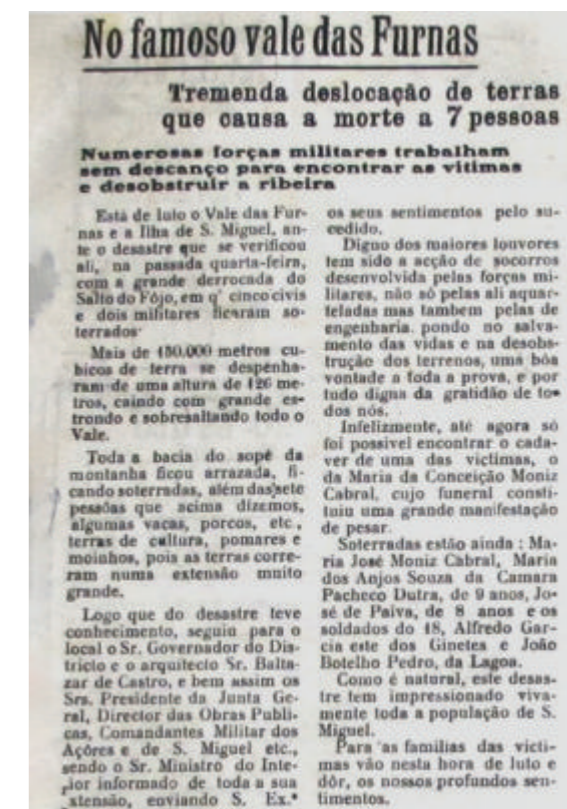 No famoso vale das Furnas
Tremenda deslocação de terras
que causa a morte a 7 pessoas
Numerosas forças militares trabalham
sem descanço para encontrar as vitimas
e desobstruir a ribeira
Está de luto o Vale das Fur-
nas e a Ilha de S. Miguel, an-
te o desastre que se verificou
ali, na passada quarta-feira,
com a grande derrocada do
Salto do Fôjo, em q' cinco civis
e dois militares ficaram so-
terrados.
Mais de 150.000 metros cu-
bicos de terra se despenha-
ram de uma altura de 126 me-
tros, caindo com grande es-
trondo e sobresaltando todo o
Vale.
Toda a bacia do sopé da
montanha ficou arrazada, fi-
cando soterradas, além das sete
pessôas que acima dizemos,
algumas vacas, porcos, etc,
terras de cultura, pomares e
moinhos, pois as terras corre-
ram numa extensão muito
grande.
Logo que do desastre teve
conhecimento, seguiu para o
local o Sr. Governador do Dis-
tricto e o arquitecto Sr. Balta-
zar de Castro, e bem assim os
Srs. Presidente da Junta Ge-
ral, Director das Obras Publi-
cas, Comandantes Militar dos
Açôres e de S. Miguel etc.,
sendo o Sr. Ministro do Inte-
rior informado de toda a sua
extensão, enviando S. Ex.ª
os seus sentimentos pelo su-
cedido.
Digno dos maiores louvores
tem sido a acção de socorros
desenvolvida pelas forças mi-
litares, não só pelas ali aquar-
teladas mas tambem pelas de
engenharia. pondo no salva-
mento das vidas e na desobs-
trução dos terrenos, uma bôa
vontade a toda a prova, e por
tudo digna da gratidão de to-
dos nós.
Infelizmente, até agora só
foi possivel encontrar o cada-
ver de uma das victimas, o
da Maria da Conceição Moniz
Cabral, cujo funeral consti-
tuiu uma grande manifestação
de pesar.
Soterradas estão ainda : Ma-
ria José Moniz Cabral, Maria
dos Anjos Souza da Camara
Pacheco Dutra, de 9 anos, Jo-
sé de Paiva, de 8 anos e os
soldados do 18, Alfredo Gar-
cia este dos Ginetes e João
Botelho Pedro, da Lagoa.
Como é natural, este desas-
tre tem impressionado viva-
mente toda a população de S.
Miguel.
Para as familias das victi-
mas vão nesta hora de luto e
dôr, os nossos profundos sen-
timentos.